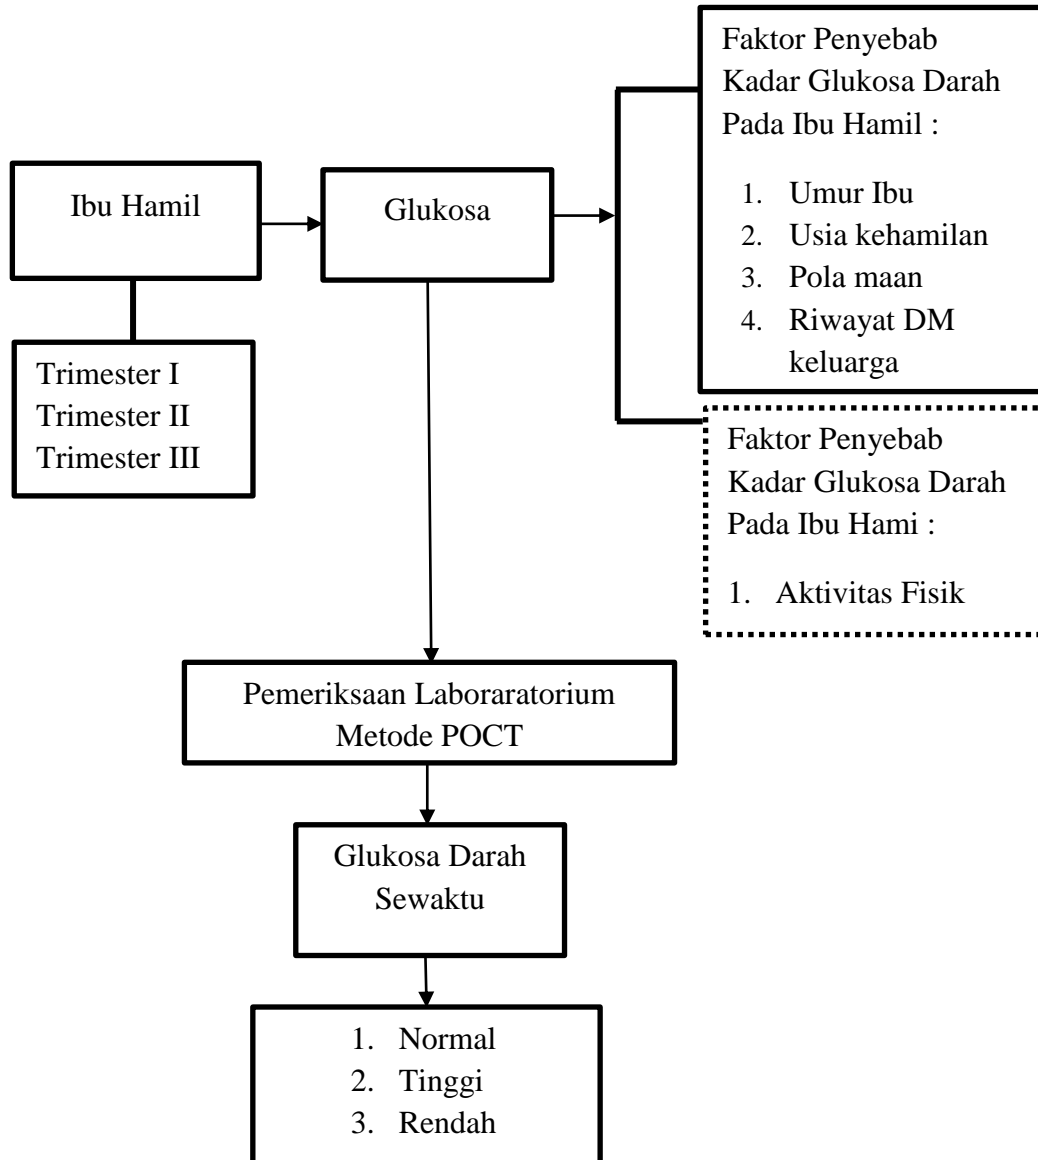 Ibu Hamil
Trimester I
Trimester II
Trimester III
Glukosa
Faktor Penyebab
Kadar Glukosa Darah
Pada Ibu Hamil :
1. Umur Ibu
2. Usia kehamilan
3. Pola maan
4. Riwayat DM
keluarga
Faktor Penyebab
Kadar Glukosa Darah
Pada Ibu Hami :
1. Aktivitas Fisik
Pemeriksaan Laboraratorium
Metode POCT
Glukosa Darah
Sewaktu
1. Normal
2. Tinggi
3. Rendah